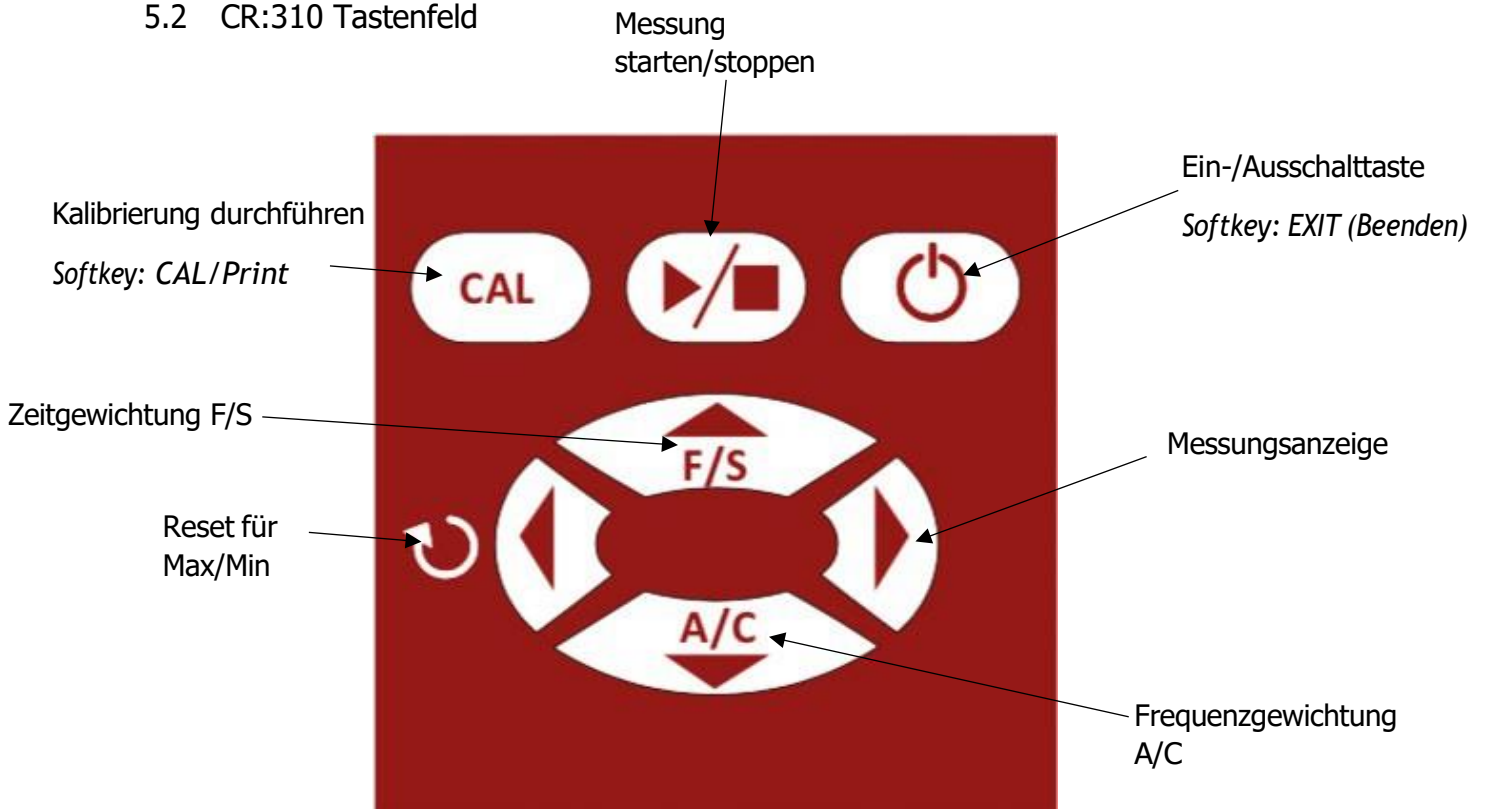 5.2 CR:310 Tastenfeld
Messung
starten/stoppen
Ein-/Ausschalttaste
Softkey: EXIT (Beenden)
Kalibrierung durchführen
Softkey: CAL/Print
CAL
Zeitgewichtung F/S
F/S
Messungsanzeige
Reset für
Max/Min
A/C
Frequenzgewichtung
A/C